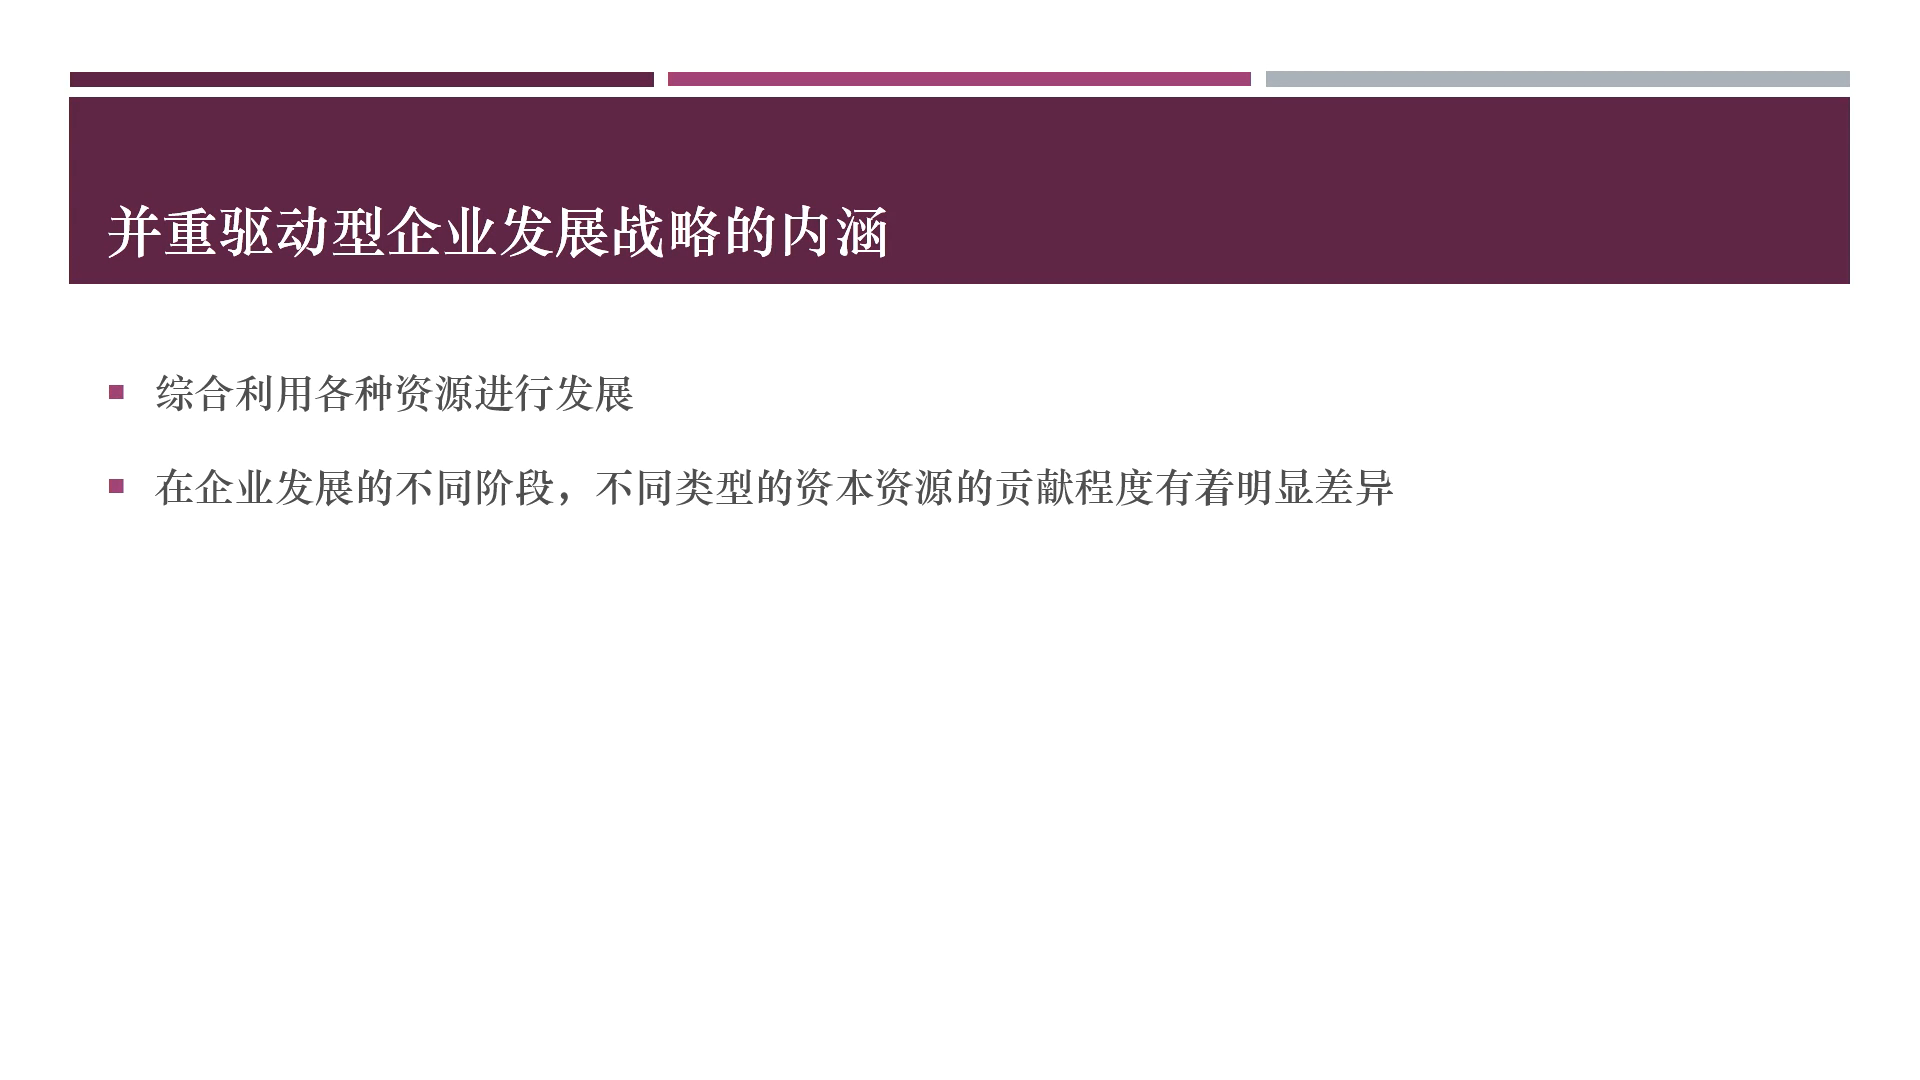 并重驱动型企业发展战略的内涵
综合利用各种资源进行发展
在企业发展的不同阶段，不同类型的资本资源的贡献程度有着明显差异